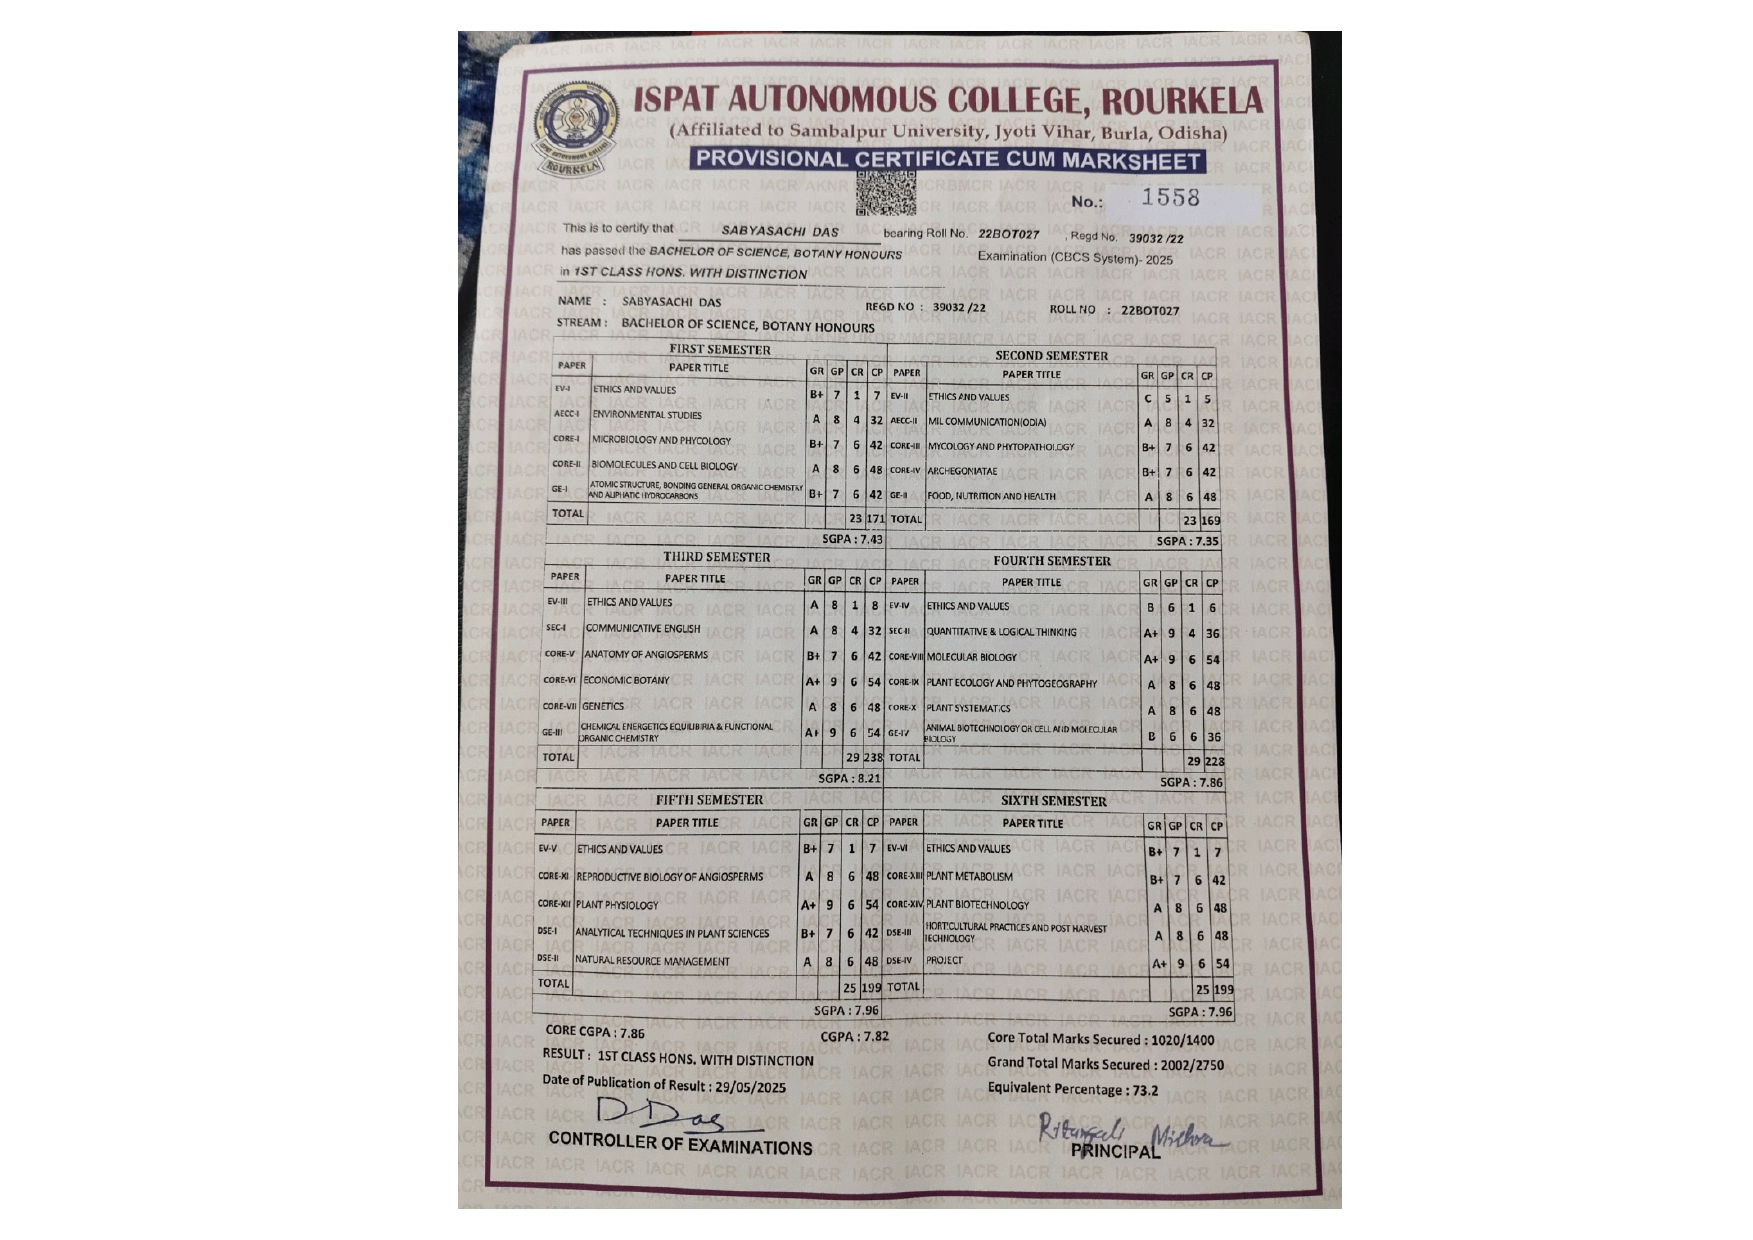 ISPAT AUTONOMOUS COLLEGE, ROURKELA
(Affiliated to Sambalpur University, Jyoti Vihar, Burla, Odisha)
ROURKELA
PROVISIONAL CERTIFICATE CUM MARKSHEET
No.: 1558
This is to certify that SABYASACHI DAS bearing Roll No. 22BOT027 , Regd No. 39032 /22
has passed the BACHELOR OF SCIENCE, BOTANY HONOURS Examination (CBCS System)- 2025
in 1ST CLASS HONS. WITH DISTINCTION
NAME : SABYASACHI DAS REGD NO : 39032 /22 ROLL NO : 22BOT027
STREAM : BACHELOR OF SCIENCE, BOTANY HONOURS
FIRST SEMESTER SECOND SEMESTER
PAPER PAPER TITLE GR GP CR CP PAPER PAPER TITLE GR GP CR CP
EV-I ETHICS AND VALUES B+ 7 1 7 EV-II ETHICS AND VALUES C 5 1 5
AECC-I ENVIRONMENTAL STUDIES A 8 4 32 AECC-II MIL COMMUNICATION(ODIA) A 8 4 32
CORE-I MICROBIOLOGY AND PHYCOLOGY B+ 7 6 42 CORE-III MYCOLOGY AND PHYTOPATHOLOGY B+ 7 6 42
CORE-II BIOMOLECULES AND CELL BIOLOGY A 8 6 48 CORE-IV ARCHEGONIATAE B+ 7 6 42
GE-I ATOMIC STRUCTURE, BONDING GENERAL ORGANIC CHEMISTRY AND ALIPHATIC HYDROCARBONS B+ 7 6 42 GE-II FOOD, NUTRITION AND HEALTH A 8 6 48
TOTAL 23 171 TOTAL 23 169
SGPA : 7.43 SGPA : 7.35
THIRD SEMESTER FOURTH SEMESTER
PAPER PAPER TITLE GR GP CR CP PAPER PAPER TITLE GR GP CR CP
EV-III ETHICS AND VALUES A 8 1 8 EV-IV ETHICS AND VALUES B 6 1 6
SEC-I COMMUNICATIVE ENGLISH A 8 4 32 SEC-II QUANTITATIVE & LOGICAL THINKING A+ 9 4 36
CORE-V ANATOMY OF ANGIOSPERMS B+ 7 6 42 CORE-VIII MOLECULAR BIOLOGY A+ 9 6 54
CORE-VI ECONOMIC BOTANY A+ 9 6 54 CORE-IX PLANT ECOLOGY AND PHYTOGEOGRAPHY A 8 6 48
CORE-VII GENETICS A 8 6 48 CORE-X PLANT SYSTEMATICS A 8 6 48
GE-III CHEMICAL ENERGETICS EQUILIBIRIA & FUNCTIONAL ORGANIC CHEMISTRY A+ 9 6 54 GE-IV ANIMAL BIOTECHNOLOGY OR CELL AND MOLECULAR BIOLOGY B 6 6 36
TOTAL 29 238 TOTAL 29 228
SGPA : 8.21 SGPA : 7.86
FIFTH SEMESTER SIXTH SEMESTER
PAPER PAPER TITLE GR GP CR CP PAPER PAPER TITLE GR GP CR CP
EV-V ETHICS AND VALUES B+ 7 1 7 EV-VI ETHICS AND VALUES B+ 7 1 7
CORE-XI REPRODUCTIVE BIOLOGY OF ANGIOSPERMS A 8 6 48 CORE-XIII PLANT METABOLISM B+ 7 6 42
CORE-XII PLANT PHYSIOLOGY A+ 9 6 54 CORE-XIV PLANT BIOTECHNOLOGY A 8 6 48
DSE-I ANALYTICAL TECHNIQUES IN PLANT SCIENCES B+ 7 6 42 DSE-III HORTICULTURAL PRACTICES AND POST HARVEST TECHNOLOGY A 8 6 48
DSE-II NATURAL RESOURCE MANAGEMENT A 8 6 48 DSE-IV PROJECT A+ 9 6 54
TOTAL 25 199 TOTAL 25 199
SGPA : 7.96 SGPA : 7.96
CORE CGPA : 7.86 CGPA : 7.82 Core Total Marks Secured : 1020/1400
RESULT : 1ST CLASS HONS. WITH DISTINCTION Grand Total Marks Secured : 2002/2750
Date of Publication of Result : 29/05/2025 Equivalent Percentage : 73.2
D Das Mishra
CONTROLLER OF EXAMINATIONS PRINCIPAL